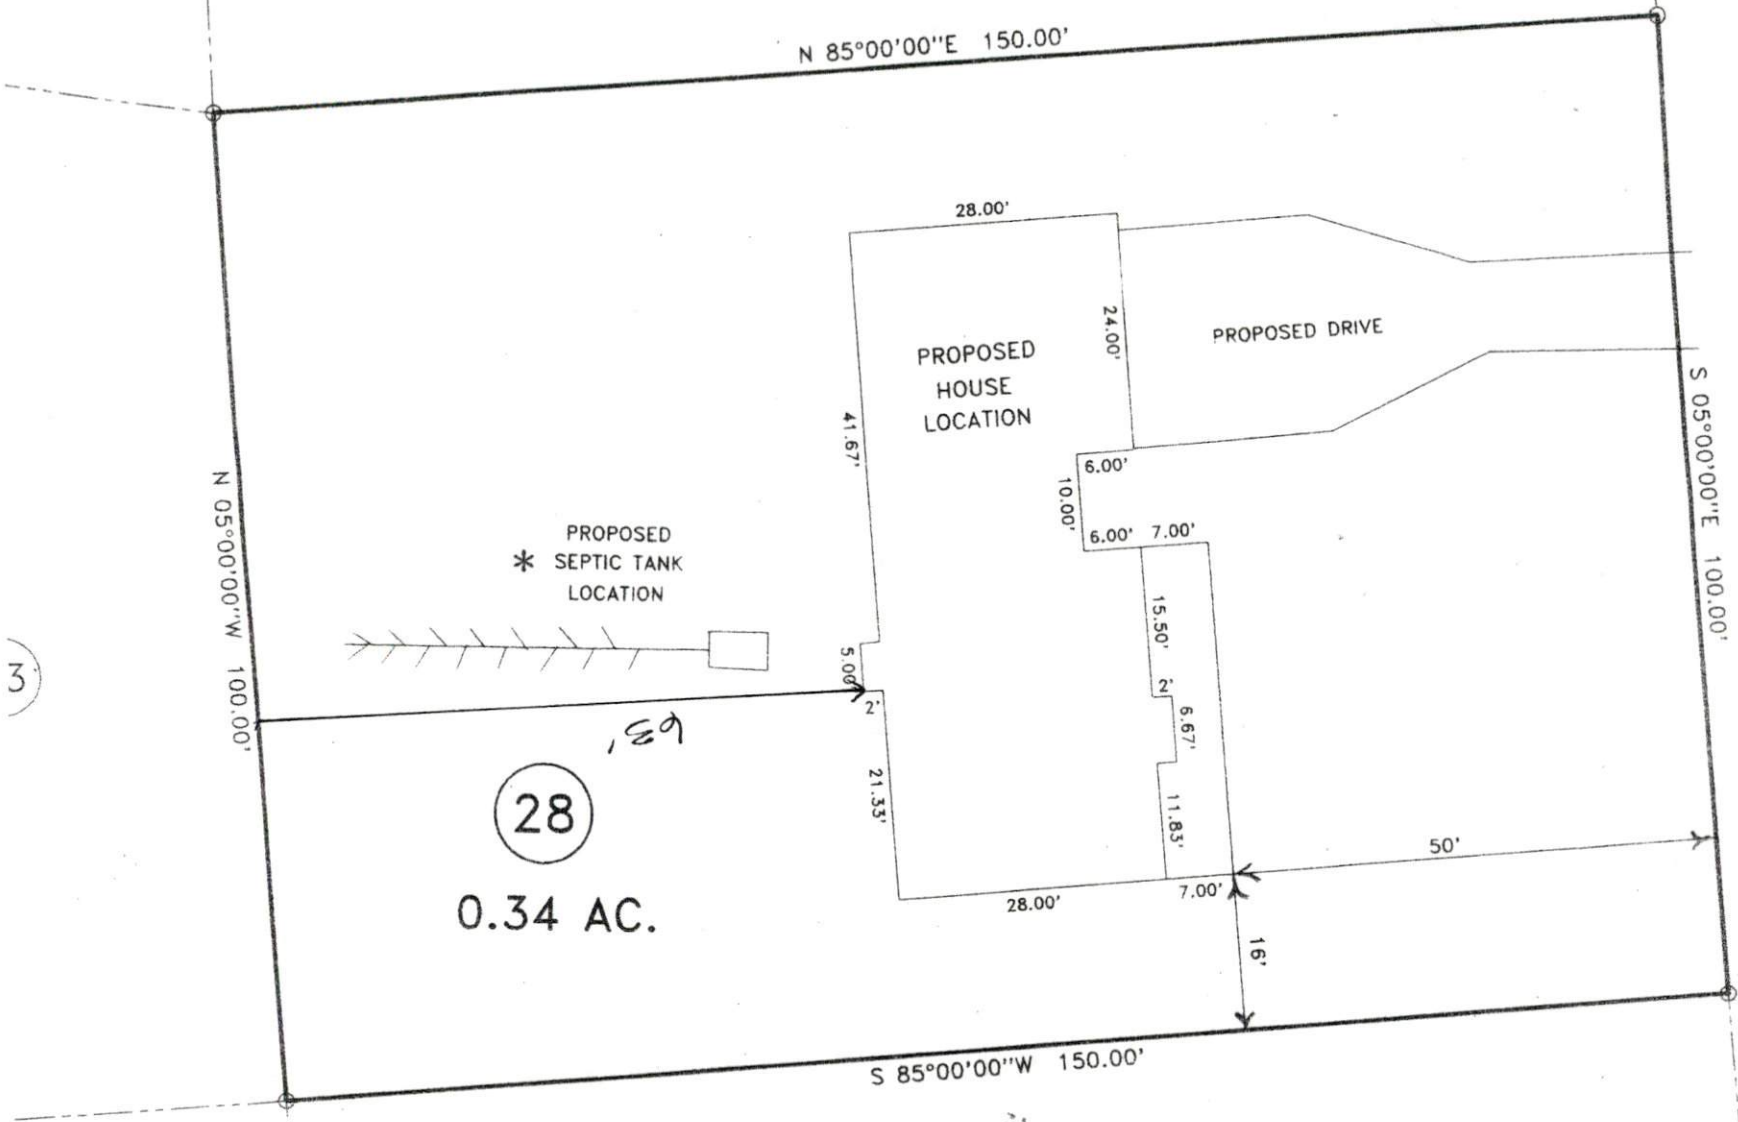 N 85°00'00"E 150.00'
28.00'
24.00'
PROPOSED DRIVE
PROPOSED
HOUSE
LOCATION
41.67'
6.00'
10.00'
6.00' 7.00'
S 05°00'00"E 100.00'
N 05°00'00"W 100.00'
PROPOSED
* SEPTIC TANK
LOCATION
15.50'
5.00'
3
2'
2'
6.67'
63'
28
21.33'
11.83'
50'
0.34 AC.
28.00'
7.00'
16'
S 85°00'00"W 150.00'